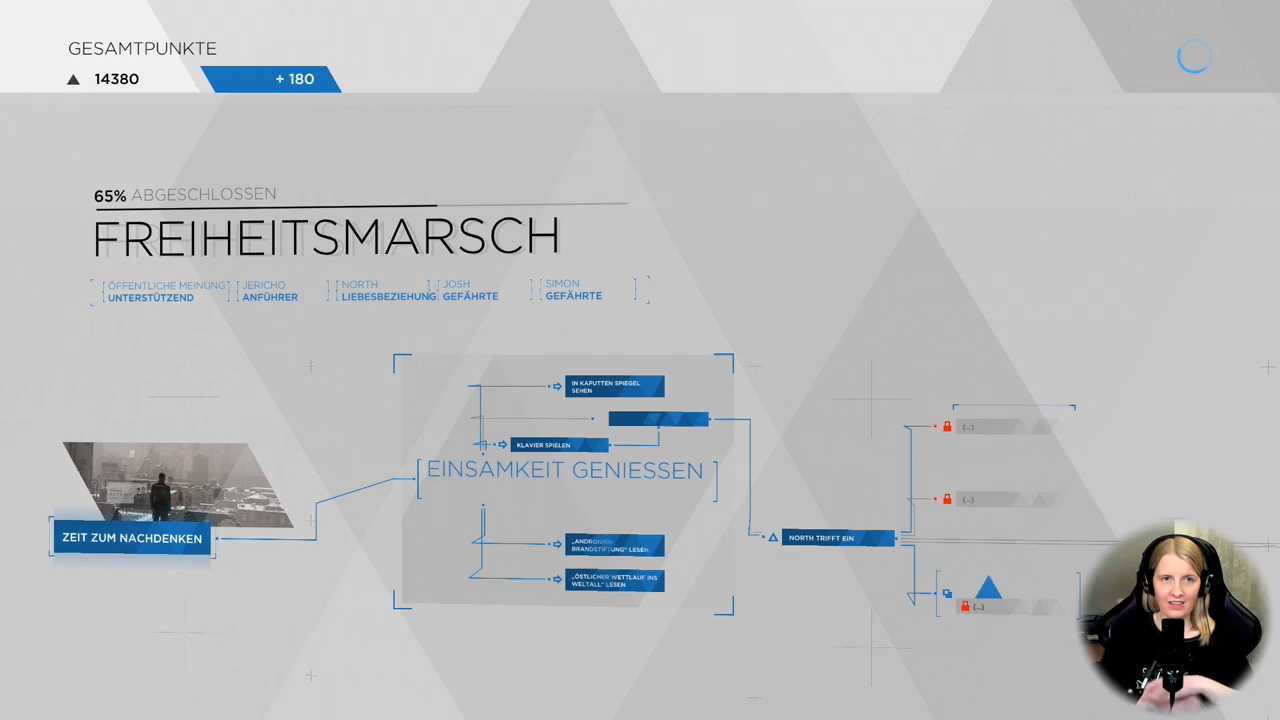 GESAMTPUNKTE
14380
+ 180
65% ABGESCHLOSSEN
FREIHEITSMARSCH
ÖFFENTLICHE MEINUNG
UNTERSTÜTZEND
JERICHO
ANFÜHRER
NORTH
LIEBESBEZIEHUNG
JOSH
GEFÄHRTE
SIMON
GEFÄHRTE
IN KAPUTTEN SPIEGEL
SEHEN
KLAVIER SPIELEN
EINSAMKEIT GENIESSEN
ZEIT ZUM NACHDENKEN
„ANDROIDEN-
BRANDSTIFTUNG“ LESEN
„ÖSTLICHER WETTLAUF INS
WELTALL“ LESEN
NORTH TRIFFT EIN
[...]
[...]
[...]